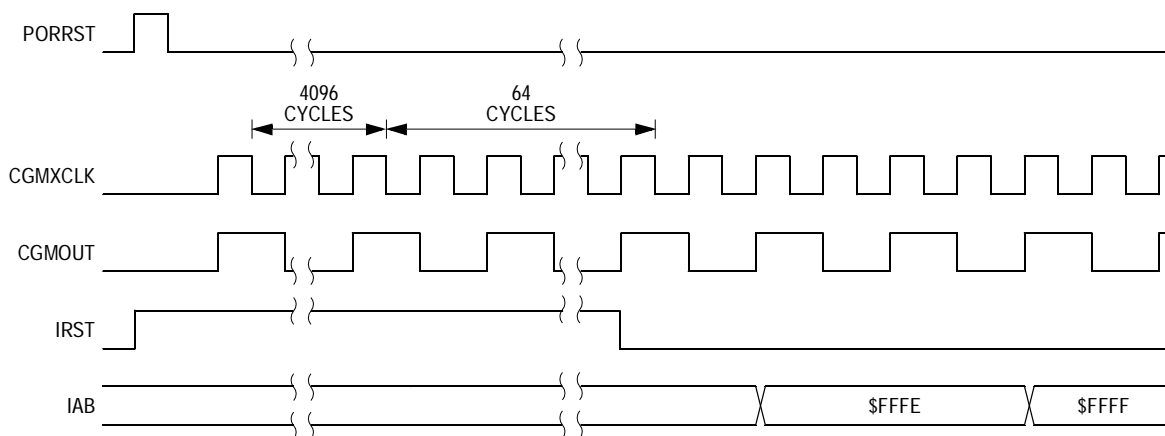 PORRST
4096
CYCLES
64
CYCLES
CGMXCLK
CGMOUT
IRST
IAB
$FFFE
$FFFF